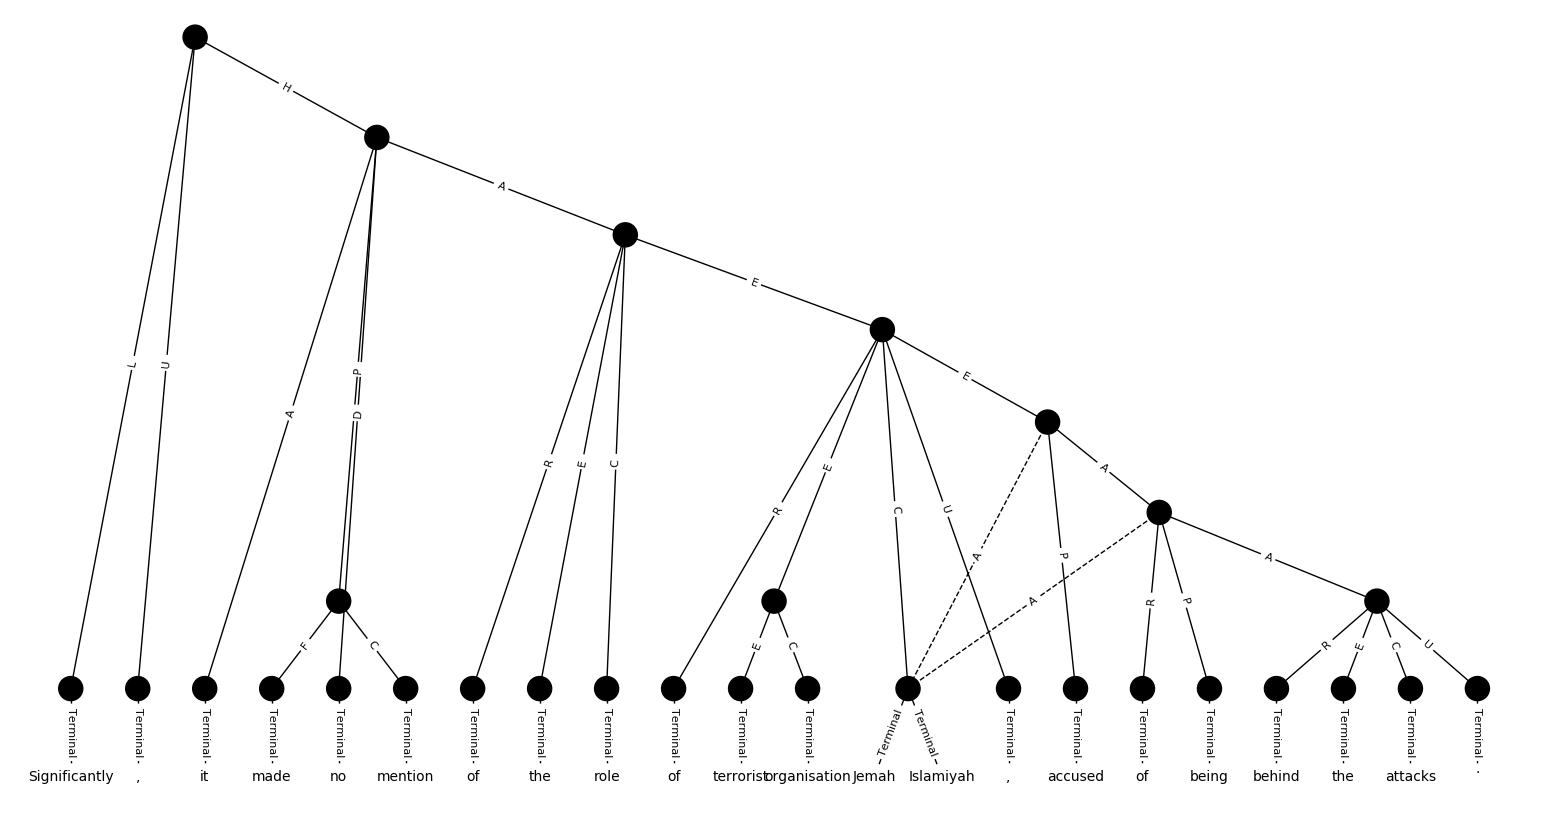 H
A
E
E
L
U
P
A
A
D
A
R
E
C
E
R
C
U
A
P
A
A
R
P
F
C
E
C
R
E
C
U
Terminal Terminal Terminal Terminal Terminal Terminal Terminal Terminal Terminal Terminal Terminal Terminal Terminal Terminal Terminal Terminal Terminal Terminal Terminal Terminal Terminal Terminal
Significantly , it made no mention of the role of terrorist organisation Jemah Islamiyah , accused of being behind the attacks .